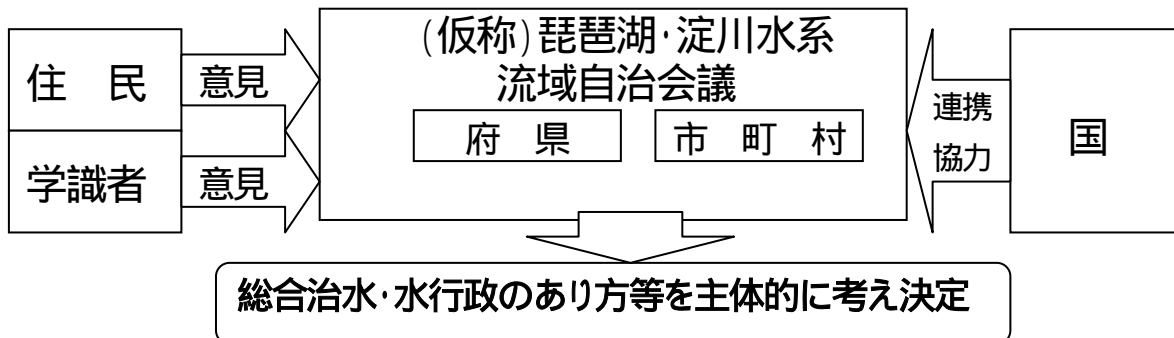 (仮称)琵琶湖・淀川水系
流域自治会議
府　県
市　町　村
住　民
意見
学識者
意見
連携
協力
国
総合治水・水行政のあり方等を主体的に考え決定